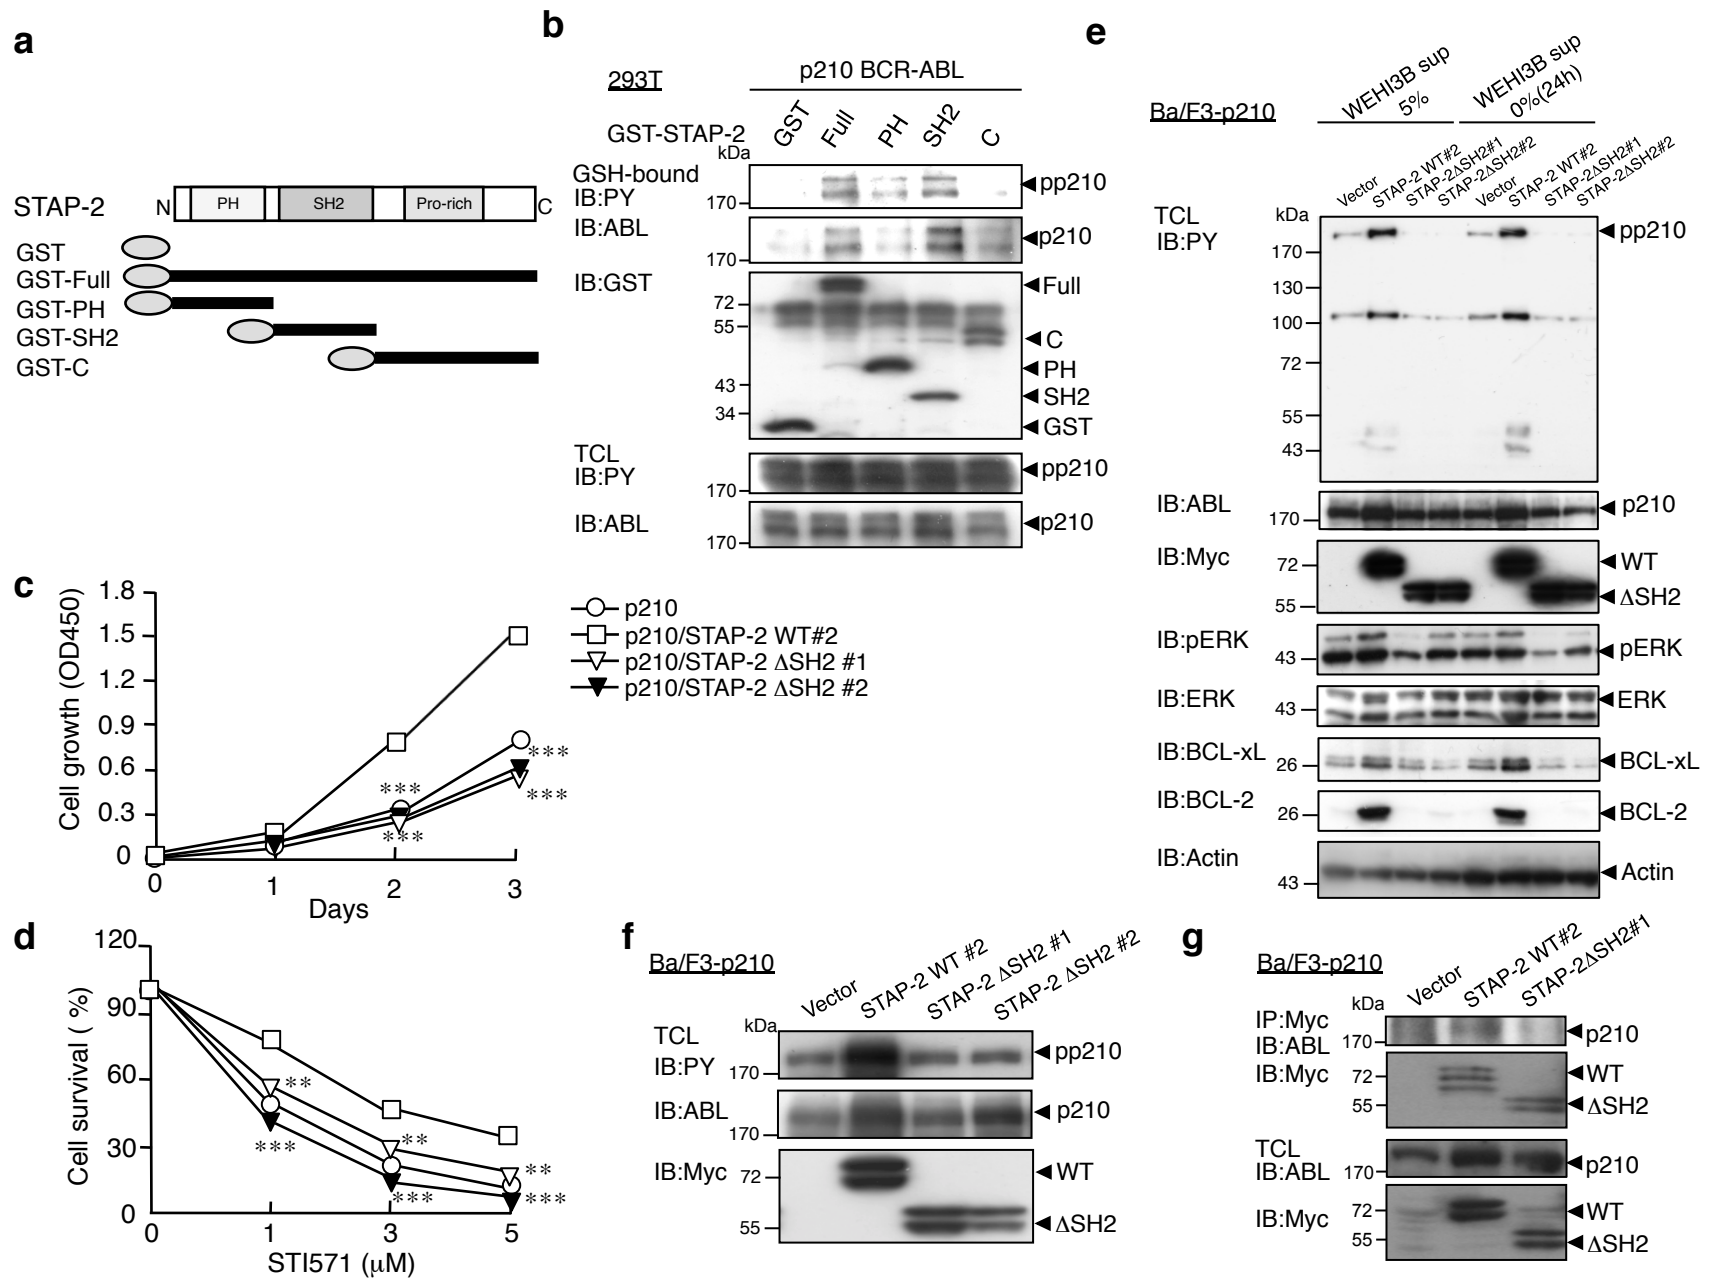 a
STAP-2
N
PH
SH2
Pro-rich
C
GST
GST-Full
GST-PH
GST-SH2
GST-C
b
293T
p210 BCR-ABL
GST-STAP-2
GST
Full
PH
SH2
C
kDa
GSH-bound
IB:PY
170
pp210
IB:ABL
170
p210
IB:GST
72
55
43
34
Full
C
PH
SH2
GST
TCL
IB:PY
170
pp210
IB:ABL
170
p210
c
Cell growth (OD450)
1.8
1.5
1.2
0.9
0.6
0.3
0
***
***
***
***
0
1
2
3
Days
p210
p210/STAP-2 WT#2
p210/STAP-2 ΔSH2 #1
p210/STAP-2 ΔSH2 #2
d
Cell survival ( %)
120
90
60
30
0
**
***
**
***
**
***
0
1
3
5
STI571 (μM)
e
Ba/F3-p210
WEHI3B sup
5%
WEHI3B sup
0%(24h)
Vector
STAP-2 WT#2
STAP-2ΔSH2#1
STAP-2ΔSH2#2
Vector
STAP-2 WT#2
STAP-2ΔSH2#1
STAP-2ΔSH2#2
TCL
IB:PY
kDa
170
130
100
72
55
43
pp210
IB:ABL
170
p210
IB:Myc
72
55
WT
ΔSH2
IB:pERK
43
pERK
IB:ERK
43
ERK
IB:BCL-xL
26
BCL-xL
IB:BCL-2
26
BCL-2
IB:Actin
43
Actin
f
Ba/F3-p210
Vector
STAP-2 WT #2
STAP-2 ΔSH2 #1
STAP-2 ΔSH2 #2
kDa
TCL
IB:PY
170
pp210
IB:ABL
170
p210
IB:Myc
72
55
WT
ΔSH2
g
Ba/F3-p210
Vector
STAP-2 WT#2
STAP-2ΔSH2#1
kDa
IP:Myc
IB:ABL
170
p210
IB:Myc
72
55
WT
ΔSH2
TCL
IB:ABL
170
p210
IB:Myc
72
55
WT
ΔSH2